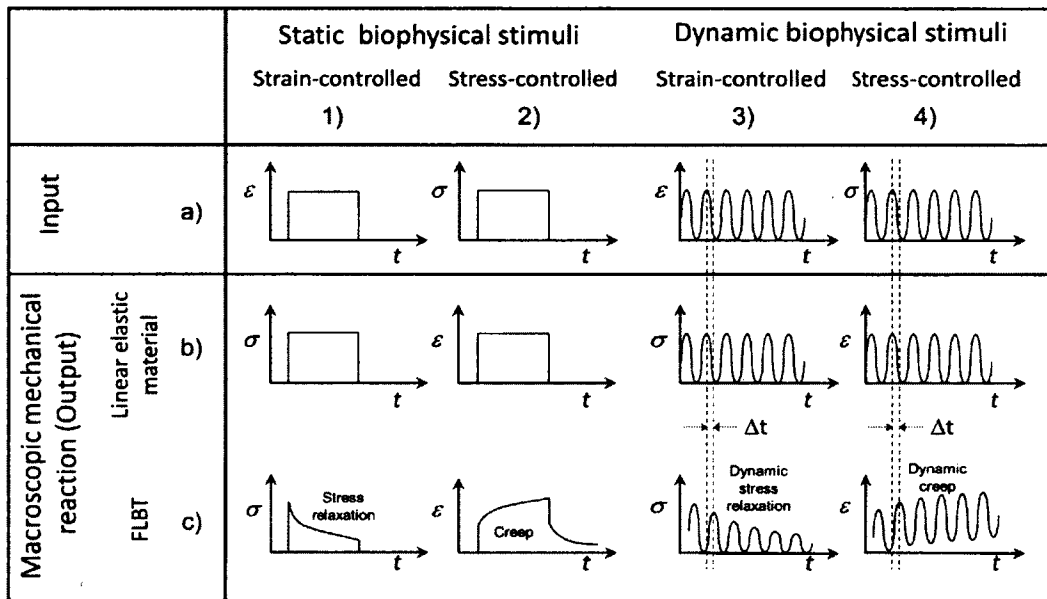 Static biophysical stimuli Dynamic biophysical stimuli
Strain-controlled Stress-controlled Strain-controlled Stress-controlled
1) 2) 3) 4)
Input
a)
ε t σ t ε t σ t
Macroscopic mechanical
reaction (Output)
Linear elastic
material
b)
σ t ε t σ t ε t
Δt Δt
FLBT
c)
σ Stress
relaxation
t
ε Creep
t
σ Dynamic
stress
relaxation
t
ε Dynamic
creep
t